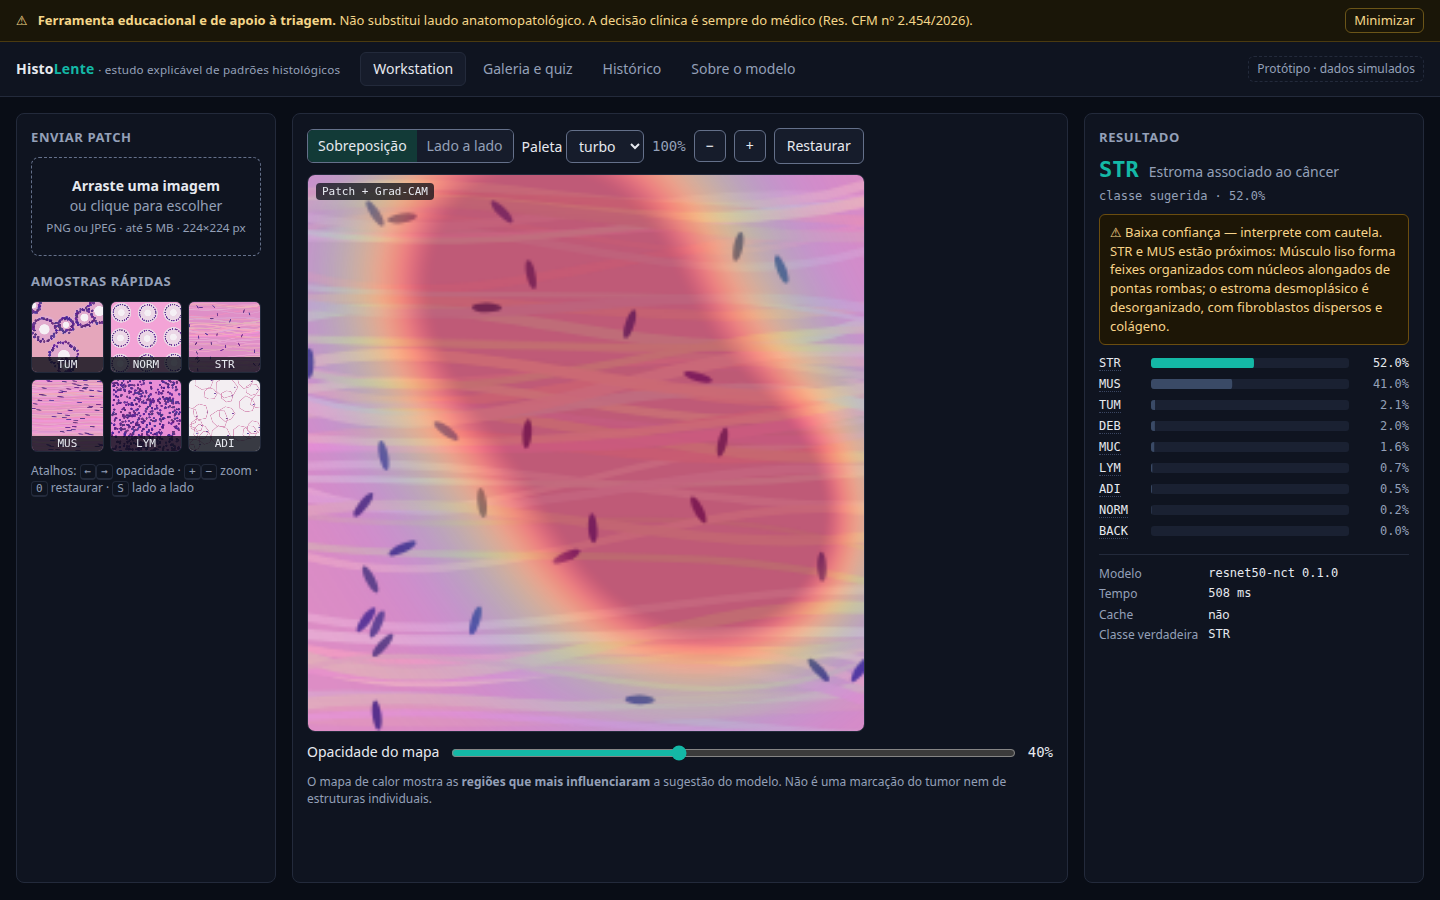 ⚠ Ferramenta educacional e de apoio à triagem. Não substitui laudo anatomopatológico. A decisão clínica é sempre do médico (Res. CFM nº 2.454/2026).
Minimizar
HistoLente · estudo explicável de padrões histológicos
Workstation
Galeria e quiz
Histórico
Sobre o modelo
Protótipo · dados simulados
ENVIAR PATCH
Arraste uma imagem
ou clique para escolher
PNG ou JPEG · até 5 MB · 224×224 px
AMOSTRAS RÁPIDAS
TUM
NORM
STR
MUS
LYM
ADI
Atalhos: ← → opacidade · + − zoom ·
0 restaurar · S lado a lado
Sobreposição
Lado a lado
Paleta
turbo
100%
−
+
Restaurar
Patch + Grad-CAM
Opacidade do mapa
40%
O mapa de calor mostra as regiões que mais influenciaram a sugestão do modelo. Não é uma marcação do tumor nem de
estruturas individuais.
RESULTADO
STR Estroma associado ao câncer
classe sugerida · 52.0%
⚠ Baixa confiança — interprete com cautela.
STR e MUS estão próximos: Músculo liso forma
feixes organizados com núcleos alongados de
pontas rombas; o estroma desmoplásico é
desorganizado, com fibroblastos dispersos e
colágeno.
STR 52.0%
MUS 41.0%
TUM 2.1%
DEB 2.0%
MUC 1.6%
LYM 0.7%
ADI 0.5%
NORM 0.2%
BACK 0.0%
Modelo resnet50-nct 0.1.0
Tempo 508 ms
Cache não
Classe verdadeira STR